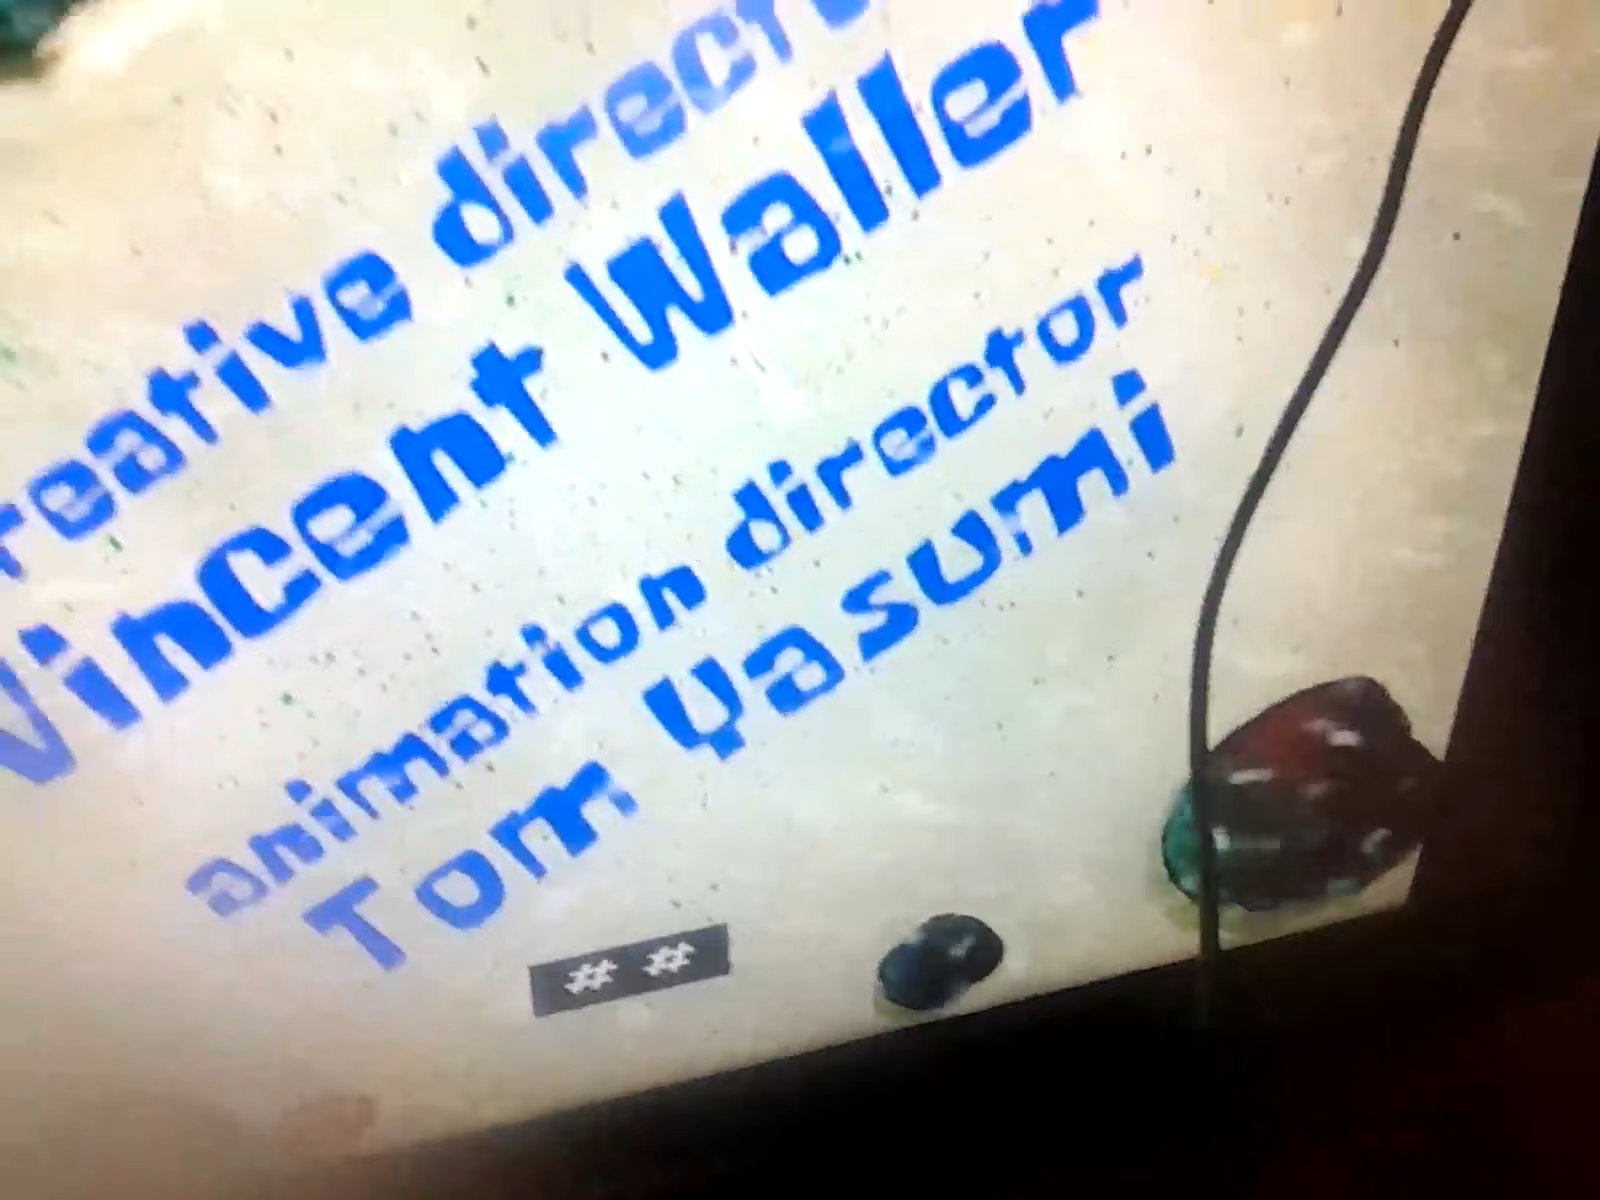 reative direct
Vincent Waller
animation director
Tom Yasumi
# #